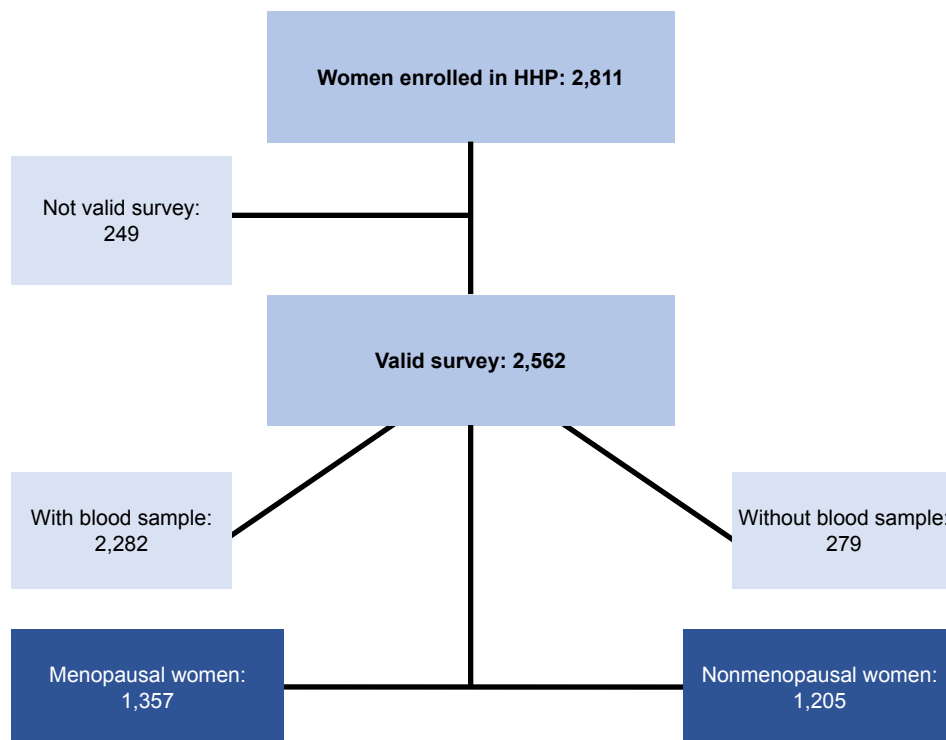 Women enrolled in HHP: 2,811
Not valid survey:
249
Valid survey: 2,562
With blood sample:
2,282
Without blood sample:
279
Menopausal women:
1,357
Nonmenopausal women:
1,205